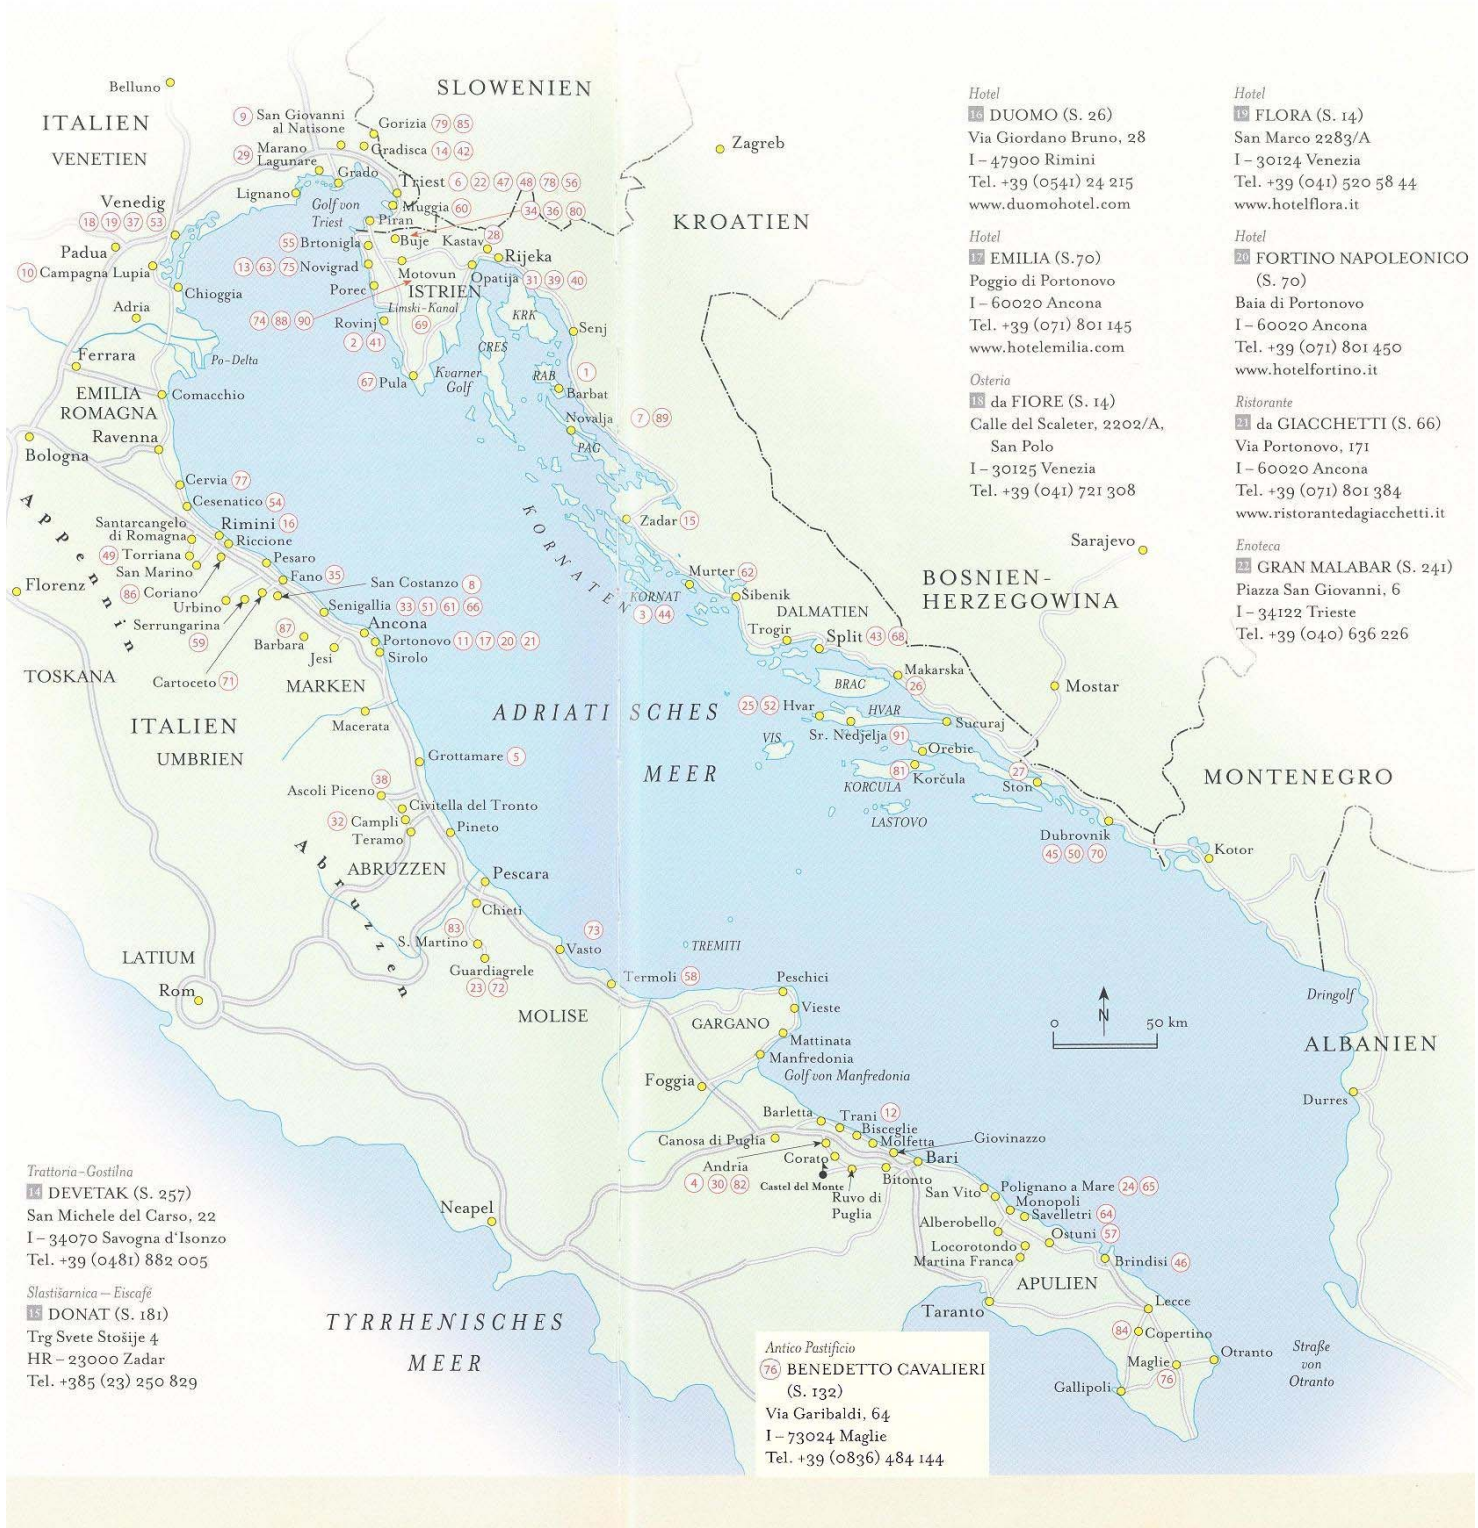 Belluno
SLOWENIEN
ITALIEN
VENETIEN
9 San Giovanni
al Natisone
Gorizia 79 85
Gradisca 14 42
29 Marano
Lagunare
Grado
Lignano
Triest 6 22 47 48 78 56
Muggia 60
34 36 80
Golf von
Triest
Piran
Zagreb
KROATIEN
Venedig
18 19 37 53
Padua
10 Campagna Lupia
Chioggia
Adria
55 Brtonigla
Buje
Kastav
28
Rijeka
13 63 75 Novigrad
Motovun
Opatija 31 39 40
Porec
ISTRIEN
Limski-Kanal
69
74 88 90
Rovinj
2 41
KRK
Senj
CRES
67 Pula
Kvarner
Golf
RAB
1
Barbat
Novalja 7 89
PAG
Ferrara
Po-Delta
EMILIA
ROMAGNA
Comacchio
Ravenna
Bologna
Cervia 77
Cesenatico 54
Appennin
Santarcangelo
di Romagna
Rimini 16
Riccione
49 Torriana
San Marino
Pesaro
86 Coriano
Fano 35
San Costanzo 8
Florenz
Urbino
Serrungarina
59
Senigallia 33 51 61 66
Ancona
Portonovo 11 17 20 21
Sirolo
87
Barbara
Jesi
Cartoceto 71
TOSKANA
MARKEN
ITALIEN
UMBRIEN
Macerata
KORNATEN
Zadar 15
Murter 62
KORNAT
3 44
Šibenik
DALMATIEN
Trogir
Split 43 68
Makarska
26
BRAC
25 52 Hvar
HVAR
Sr. Nedjelja 91
Sucuraj
VIS
Orebic
81 Korčula
KORCULA
LASTOVO
27
Ston
Dubrovnik
45 50 70
Sarajevo
BOSNIEN-
HERZEGOWINA
Mostar
MONTENEGRO
Kotor
ADRIATISCHES
MEER
Grottamare 5
38
Ascoli Piceno
Civitella del Tronto
32 Campli
Teramo
Pineto
ABRUZZEN
Abruzzen
Pescara
Chieti
83
S. Martino
Guardiagrele
23 72
73
Vasto
LATIUM
Rom
TREMITI
Termoli 58
MOLISE
Peschici
Vieste
GARGANO
Mattinata
Manfredonia
Golf von Manfredonia
Foggia
0 50 km
N
Dringolf
ALBANIEN
Durres
Barletta
Trani 12
Bisceglie
Molfetta
Giovinazzo
Canosa di Puglia
Andria
4 30 82
Corato
Castel del Monte
Ruvo di
Puglia
Bari
Bitonto
San Vito
Polignano a Mare 24 65
Monopoli
Savelletri 64
Alberobello
Ostuni 57
Locorotondo
Martina Franca
Brindisi 46
APULIEN
Taranto
Lecce
84 Copertino
Maglie
76
Otranto
Gallipoli
Straße
von
Otranto
Neapel
TYRRHENISCHES
MEER
Hotel
16 DUOMO (S. 26)
Via Giordano Bruno, 28
I – 47900 Rimini
Tel. +39 (0541) 24 215
www.duomohotel.com
Hotel
17 EMILIA (S.70)
Poggio di Portonovo
I – 60020 Ancona
Tel. +39 (071) 801 145
www.hotelemilia.com
Osteria
18 da FIORE (S. 14)
Calle del Scaleter, 2202/A,
San Polo
I – 30125 Venezia
Tel. +39 (041) 721 308
Hotel
19 FLORA (S. 14)
San Marco 2283/A
I – 30124 Venezia
Tel. +39 (041) 520 58 44
www.hotelflora.it
Hotel
20 FORTINO NAPOLEONICO
(S. 70)
Baia di Portonovo
I – 60020 Ancona
Tel. +39 (071) 801 450
www.hotelfortino.it
Ristorante
21 da GIACCHETTI (S. 66)
Via Portonovo, 171
I – 60020 Ancona
Tel. +39 (071) 801 384
www.ristorantedagiacchetti.it
Enoteca
22 GRAN MALABAR (S. 241)
Piazza San Giovanni, 6
I – 34122 Trieste
Tel. +39 (040) 636 226
Trattoria–Gostilna
14 DEVETAK (S. 257)
San Michele del Carso, 22
I – 34070 Savogna d'Isonzo
Tel. +39 (0481) 882 005
Slastišarnica – Eiscafé
15 DONAT (S. 181)
Trg Svete Stošije 4
HR – 23000 Zadar
Tel. +385 (23) 250 829
Antico Pastificio
76 BENEDETTO CAVALIERI
(S. 132)
Via Garibaldi, 64
I – 73024 Maglie
Tel. +39 (0836) 484 144